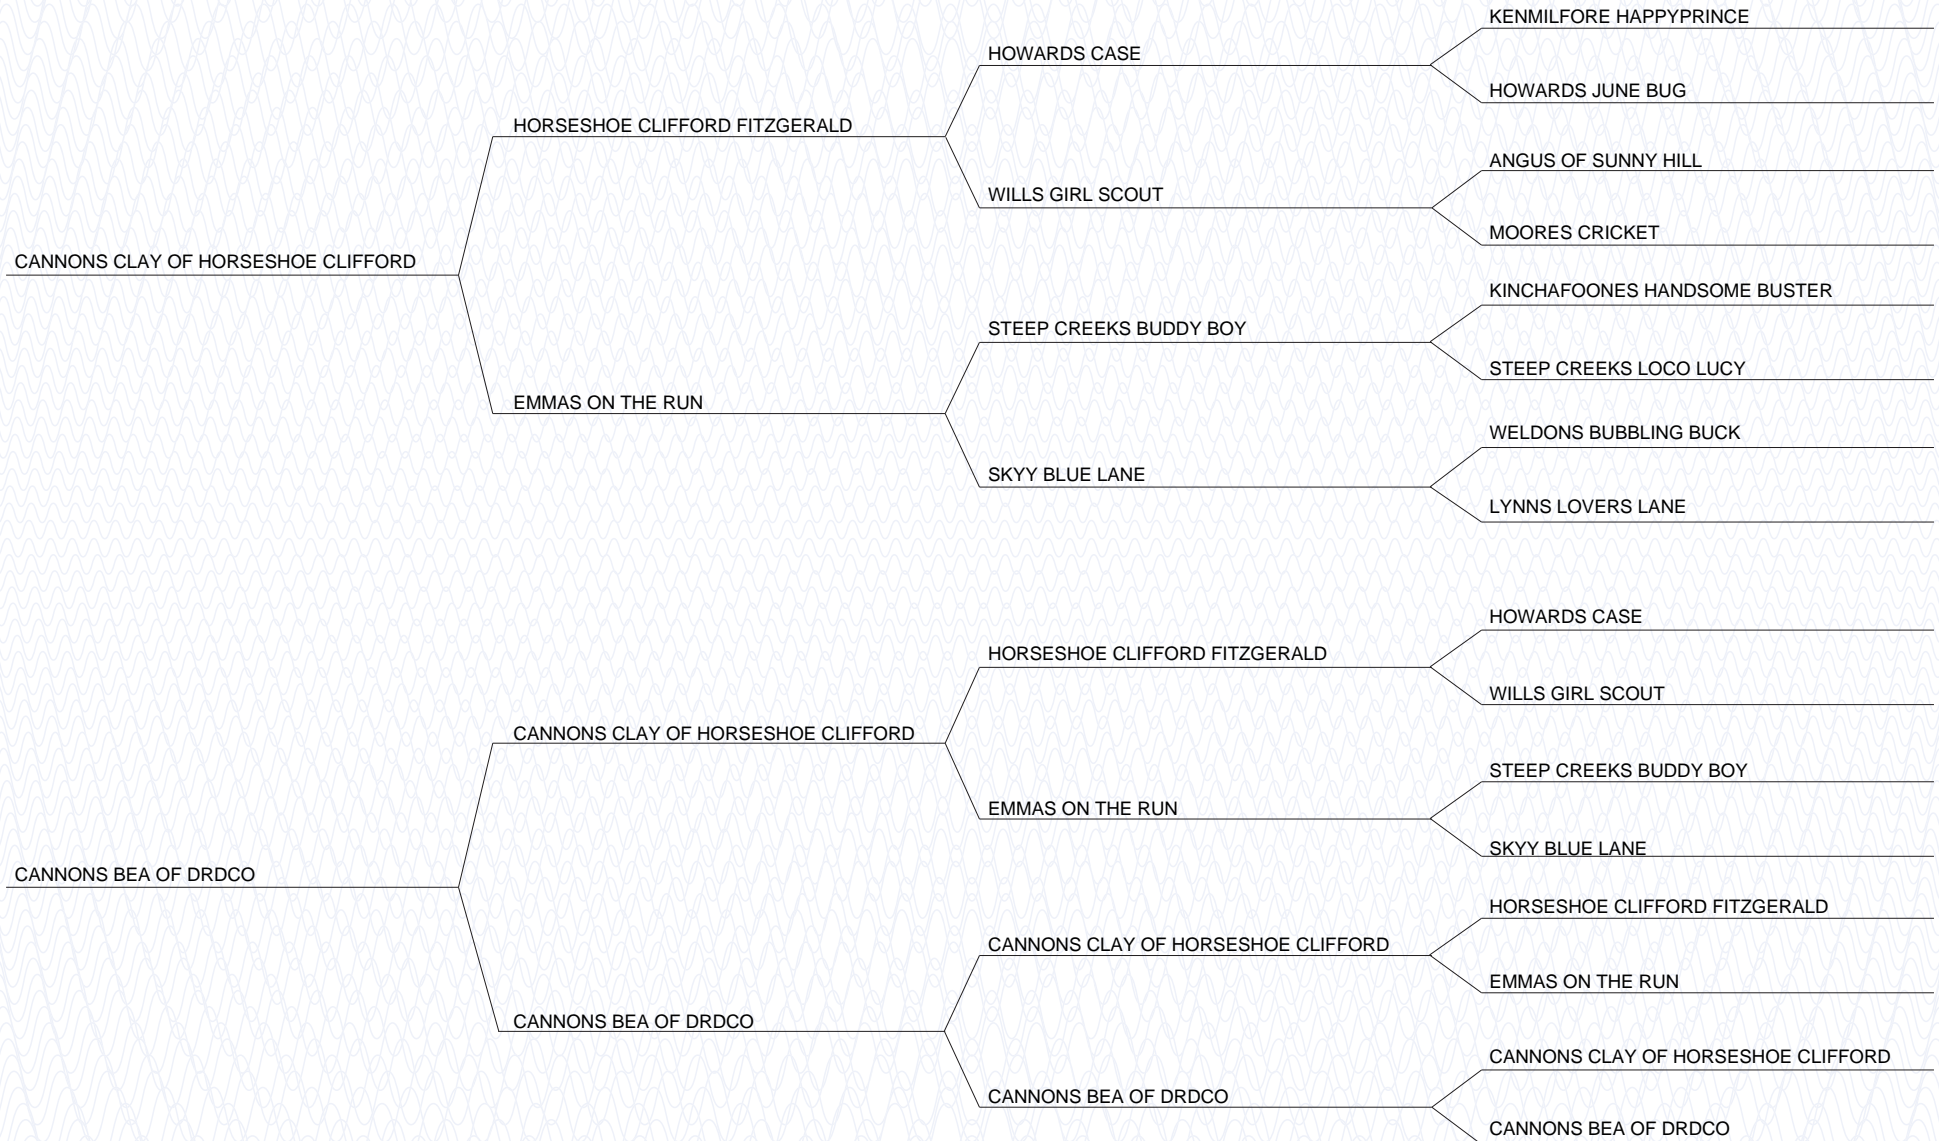 KENMILFORE HAPPYPRINCE
HOWARDS CASE
HOWARDS JUNE BUG
HORSESHOE CLIFFORD FITZGERALD
ANGUS OF SUNNY HILL
WILLS GIRL SCOUT
MOORES CRICKET
CANNONS CLAY OF HORSESHOE CLIFFORD
KINCHAFOONES HANDSOME BUSTER
STEEP CREEKS BUDDY BOY
STEEP CREEKS LOCO LUCY
EMMAS ON THE RUN
WELDONS BUBBLING BUCK
SKYY BLUE LANE
LYNNS LOVERS LANE
HOWARDS CASE
HORSESHOE CLIFFORD FITZGERALD
WILLS GIRL SCOUT
CANNONS CLAY OF HORSESHOE CLIFFORD
STEEP CREEKS BUDDY BOY
EMMAS ON THE RUN
SKYY BLUE LANE
CANNONS BEA OF DRDCO
HORSESHOE CLIFFORD FITZGERALD
CANNONS CLAY OF HORSESHOE CLIFFORD
EMMAS ON THE RUN
CANNONS BEA OF DRDCO
CANNONS CLAY OF HORSESHOE CLIFFORD
CANNONS BEA OF DRDCO
CANNONS BEA OF DRDCO